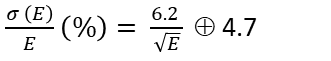 σ (E)/E (%) = 6.2/√E ⊕ 4.7